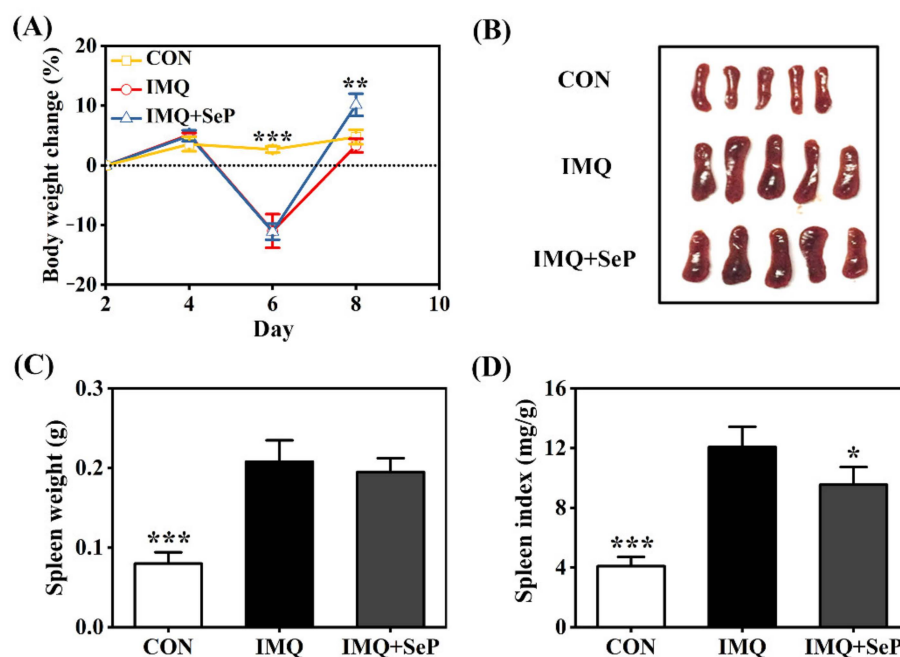 (A)
Body weight change (%)
20
10
0
−10
−20
CON
IMQ
IMQ+SeP
***
**
2
4
6
8
10
Day
(B)
CON
IMQ
IMQ+SeP
(C)
Spleen weight (g)
0.3
0.2
0.1
0.0
***
CON
IMQ
IMQ+SeP
(D)
Spleen index (mg/g)
16
12
8
4
0
***
*
CON
IMQ
IMQ+SeP